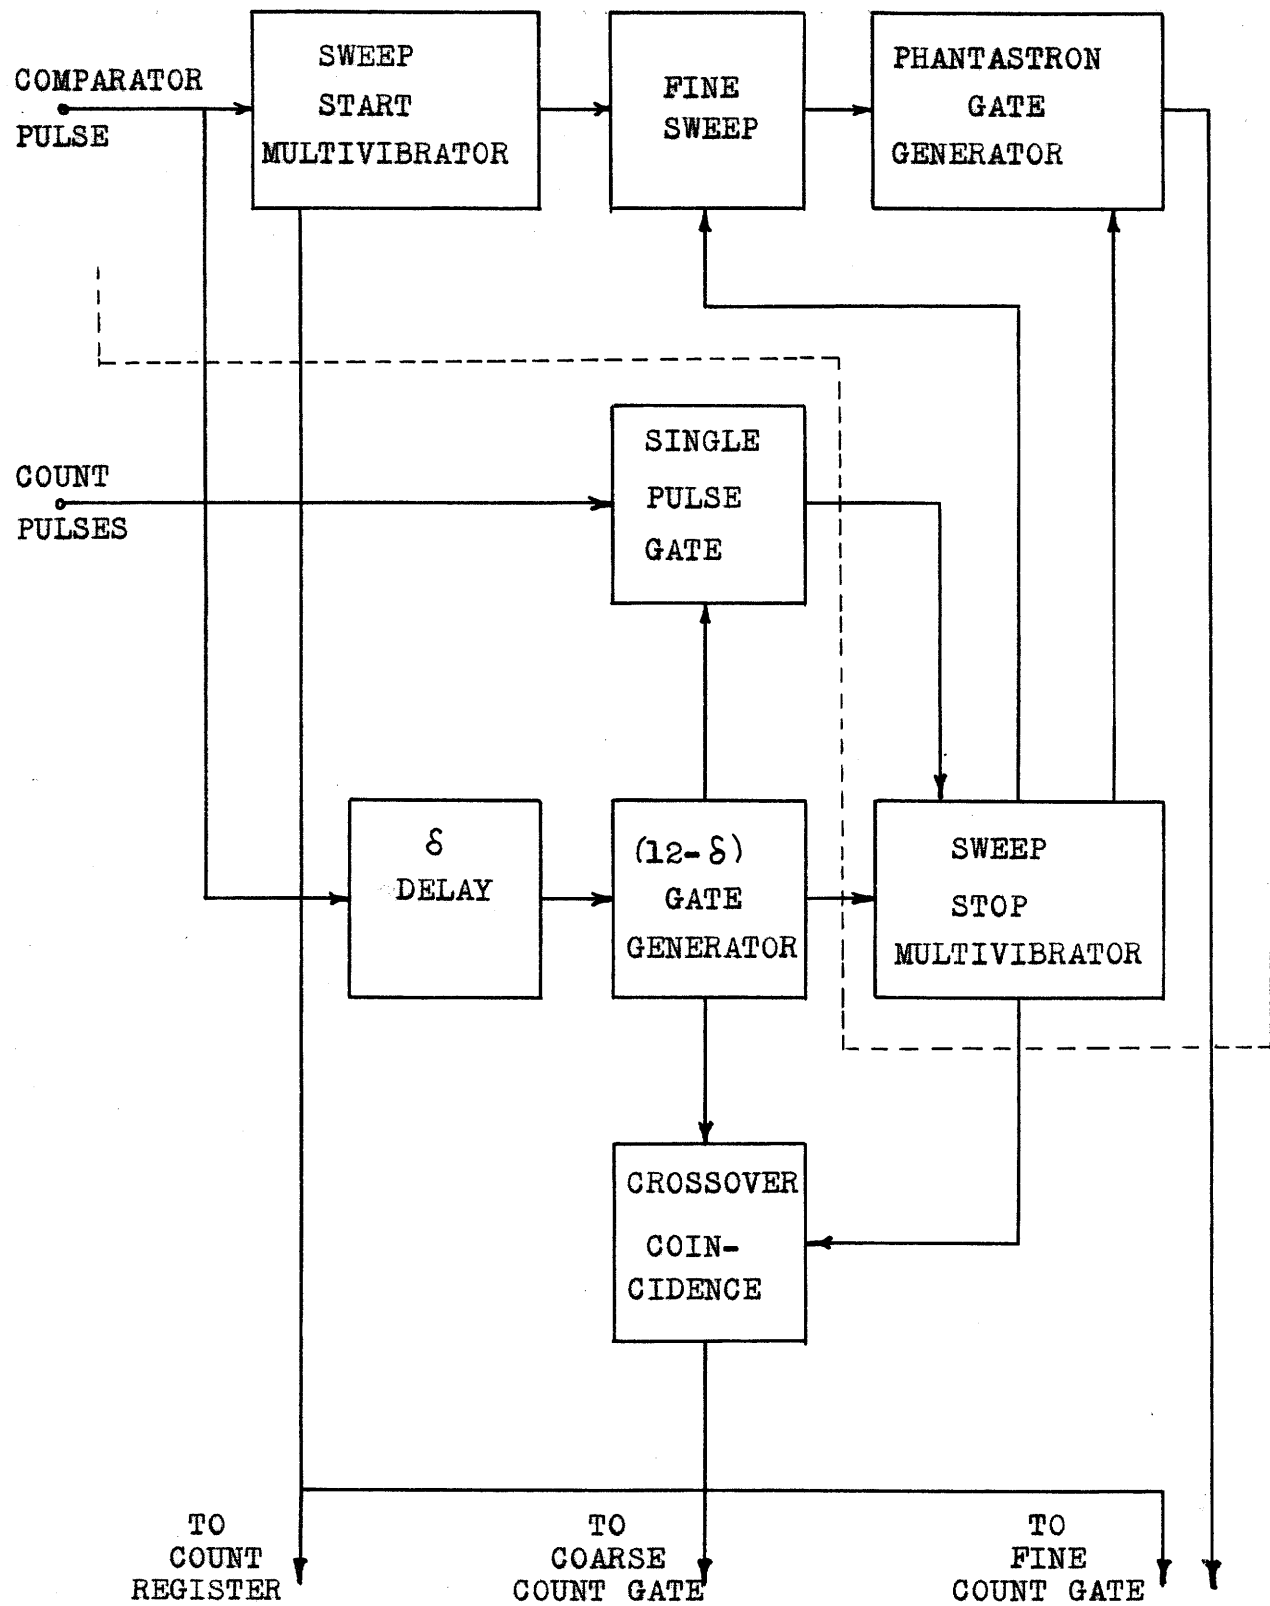 COMPARATOR
PULSE
SWEEP
START
MULTIVIBRATOR
FINE
SWEEP
PHANTASTRON
GATE
GENERATOR
COUNT
PULSES
SINGLE
PULSE
GATE
δ
DELAY
(12-δ)
GATE
GENERATOR
SWEEP
STOP
MULTIVIBRATOR
CROSSOVER
COIN-
CIDENCE
TO
COUNT
REGISTER
TO
COARSE
COUNT GATE
TO
FINE
COUNT GATE